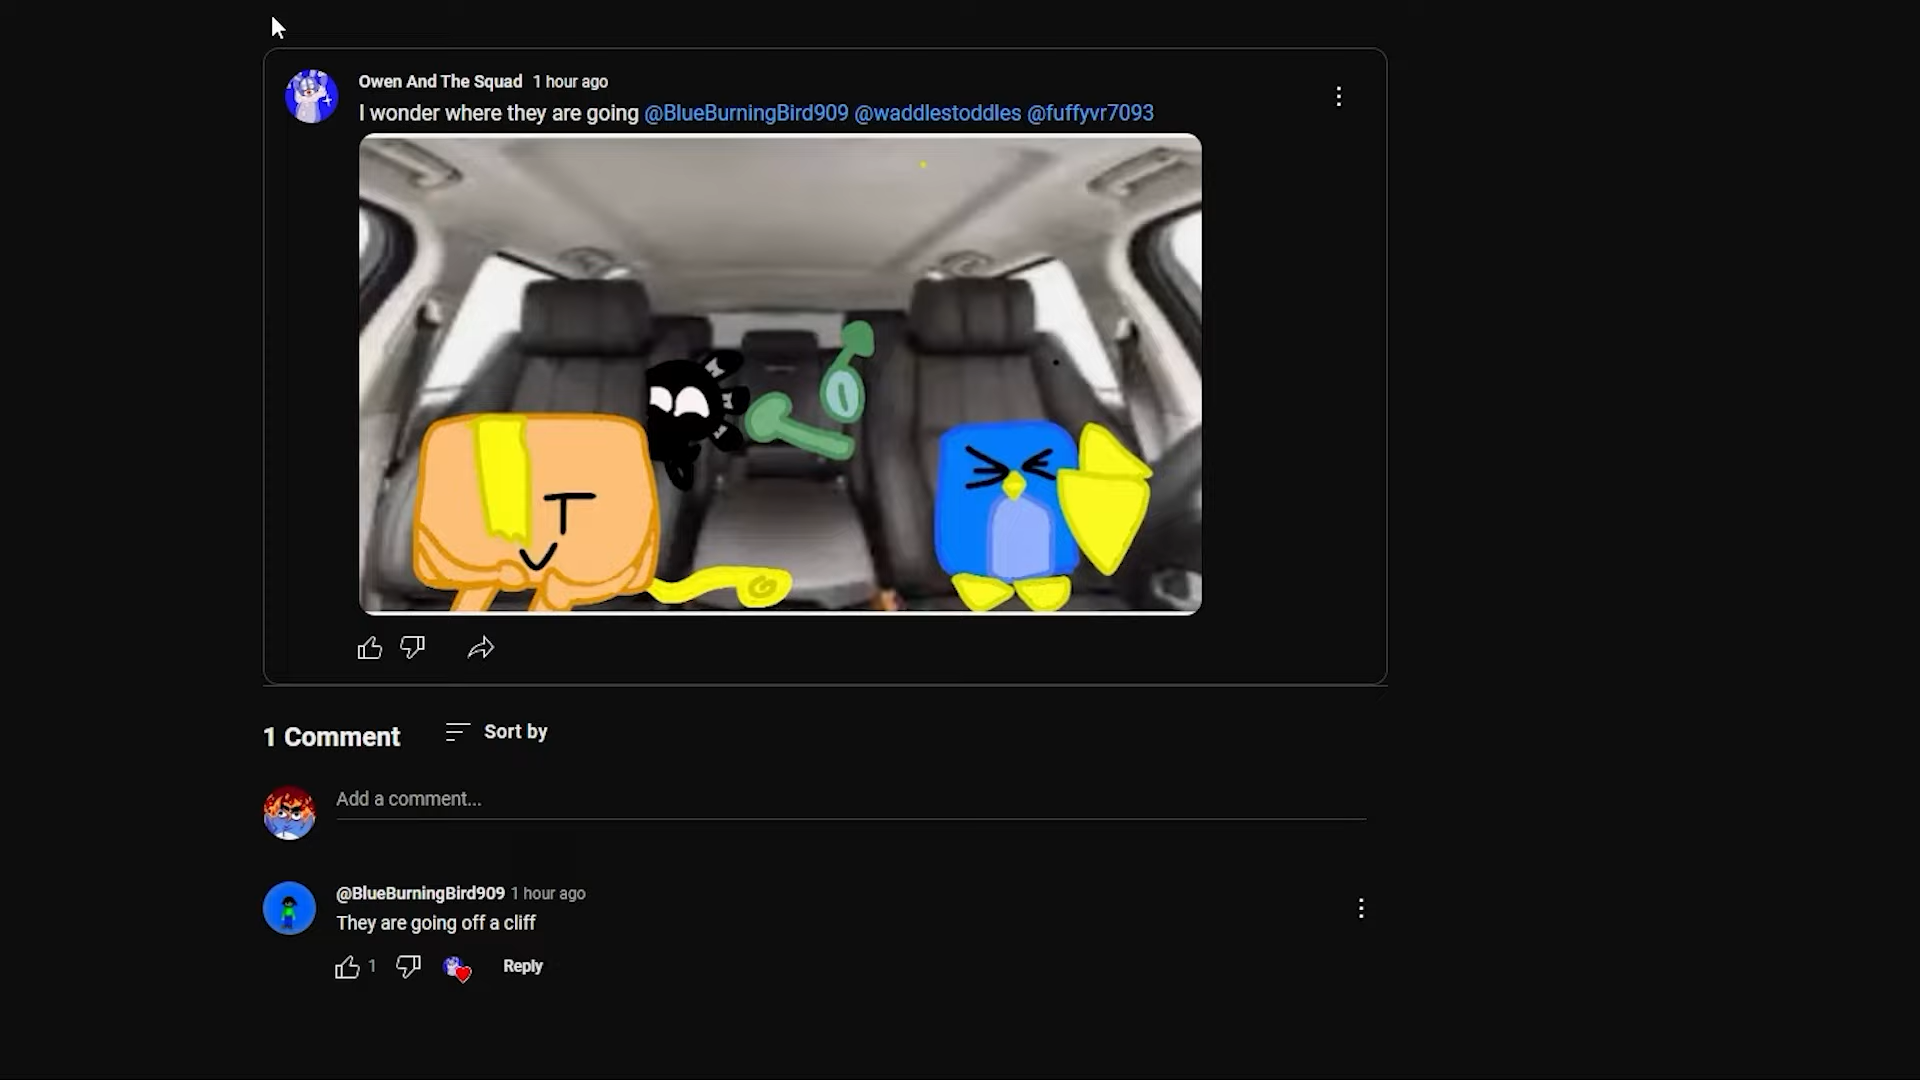 Owen And The Squad 1 hour ago
I wonder where they are going @BlueBurningBird909 @waddlestoddles @fuffyvr7093
1 Comment
Sort by
Add a comment...
@BlueBurningBird909 1 hour ago
They are going off a cliff
1
Reply